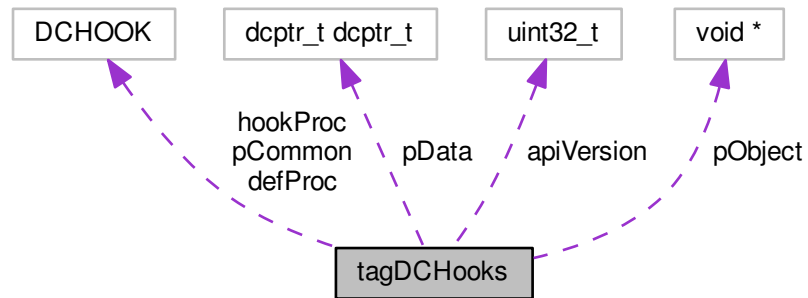 DCHOOK
dcptr_t dcptr_t
uint32_t
void *
hookProc
pCommon
defProc
pData
apiVersion
pObject
tagDCHooks